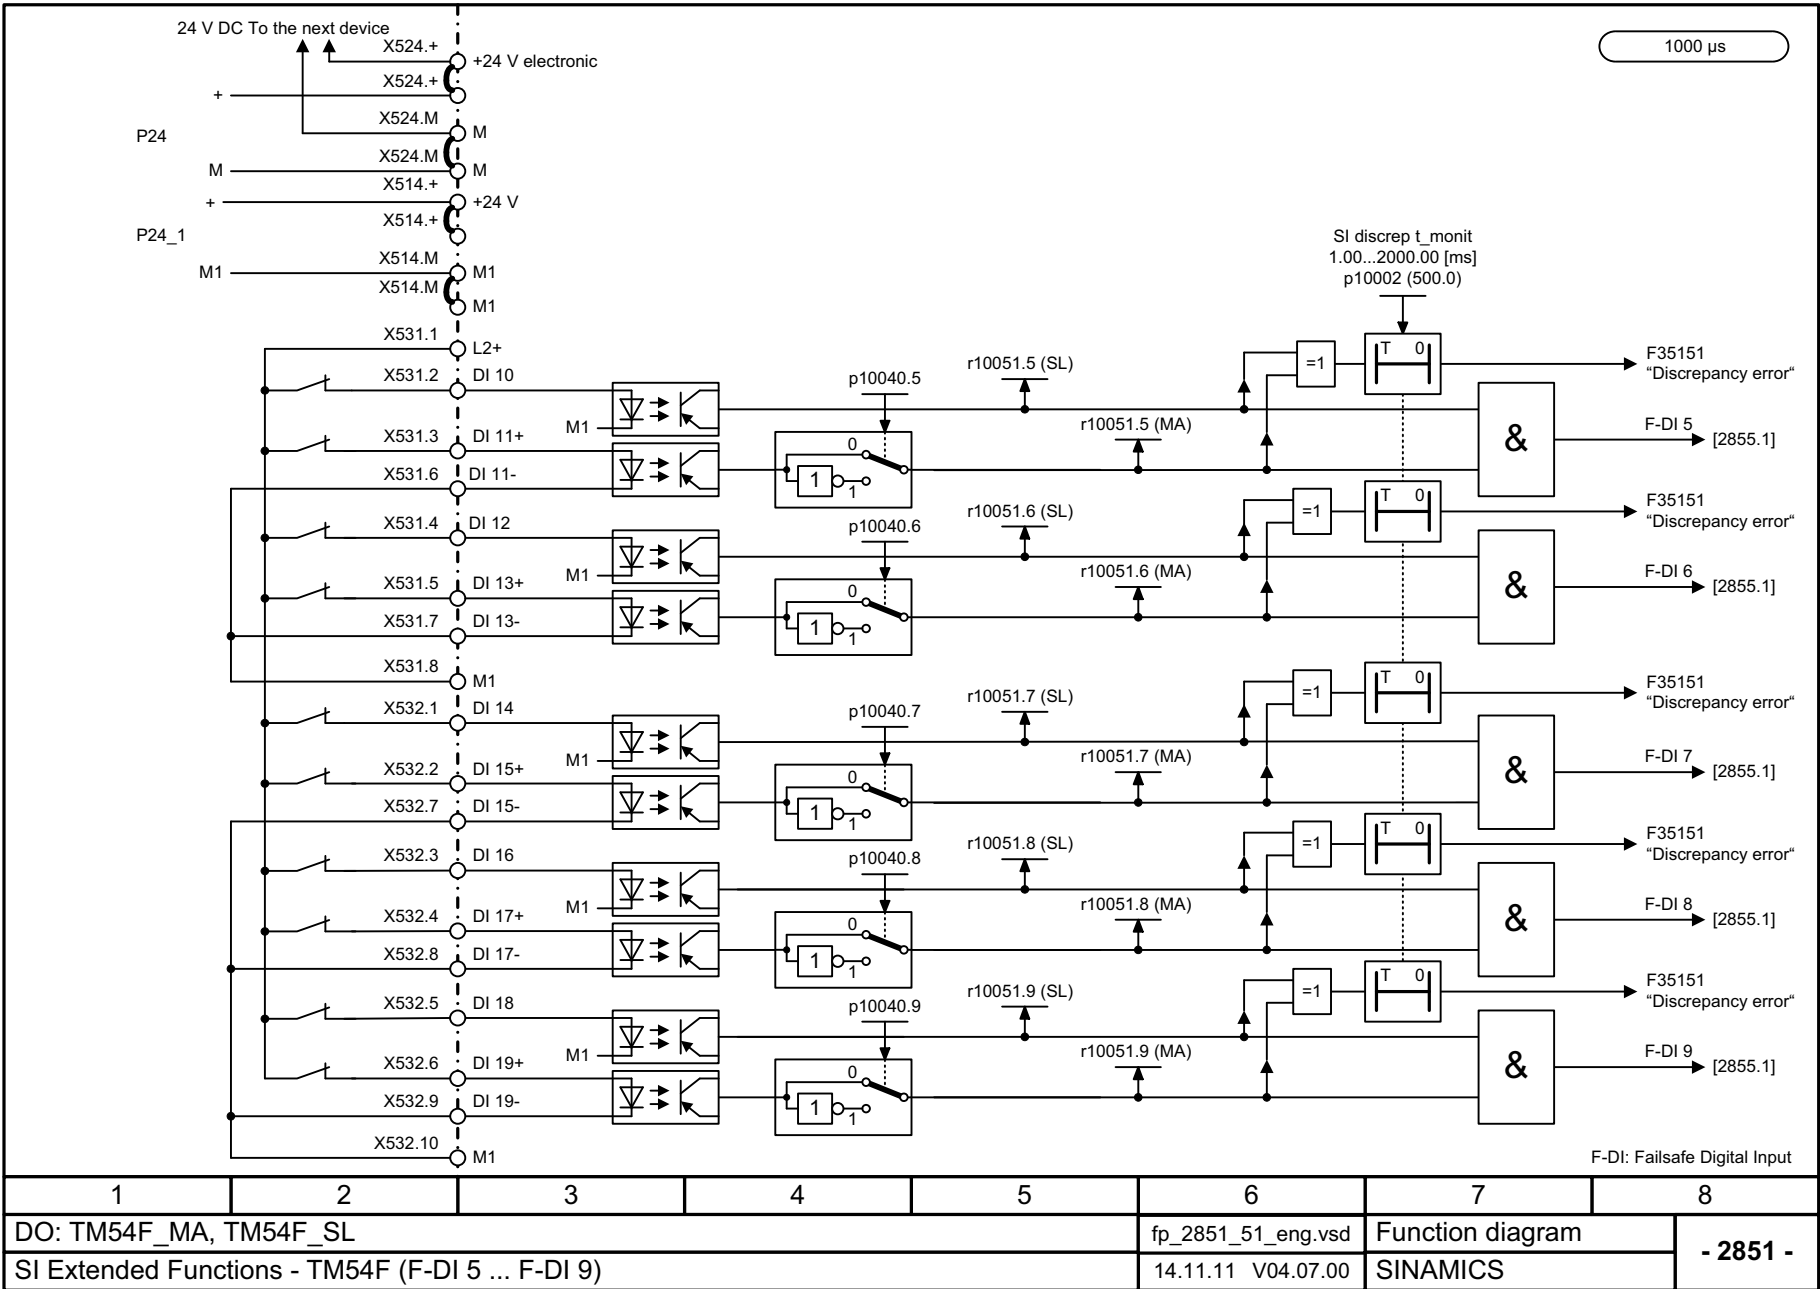 24 V DC To the next device
1000 µs
X524.+
+24 V electronic
X524.+
+
X524.M
M
P24
X524.M
M
M
X514.+
+
+24 V
X514.+
P24_1
X514.M
M1
M1
X514.M
M1
SI discrep t_monit
1.00...2000.00 [ms]
p10002 (500.0)
X531.1
L2+
X531.2
DI 10
p10040.5
r10051.5 (SL)
=1
T 0
F35151
"Discrepancy error"
X531.3
DI 11+
M1
0
1
1
r10051.5 (MA)
&
F-DI 5
[2855.1]
X531.6
DI 11-
X531.4
DI 12
p10040.6
r10051.6 (SL)
=1
T 0
F35151
"Discrepancy error"
X531.5
DI 13+
M1
0
1
1
r10051.6 (MA)
&
F-DI 6
[2855.1]
X531.7
DI 13-
X531.8
M1
X532.1
DI 14
p10040.7
r10051.7 (SL)
=1
T 0
F35151
"Discrepancy error"
X532.2
DI 15+
M1
0
1
1
r10051.7 (MA)
&
F-DI 7
[2855.1]
X532.7
DI 15-
X532.3
DI 16
p10040.8
r10051.8 (SL)
=1
T 0
F35151
"Discrepancy error"
X532.4
DI 17+
M1
0
1
1
r10051.8 (MA)
&
F-DI 8
[2855.1]
X532.8
DI 17-
X532.5
DI 18
p10040.9
r10051.9 (SL)
=1
T 0
F35151
"Discrepancy error"
X532.6
DI 19+
M1
0
1
1
r10051.9 (MA)
&
F-DI 9
[2855.1]
X532.9
DI 19-
X532.10
M1
F-DI: Failsafe Digital Input
1 2 3 4 5 6 7 8
DO: TM54F_MA, TM54F_SL
fp_2851_51_eng.vsd
Function diagram
- 2851 -
SI Extended Functions - TM54F (F-DI 5 ... F-DI 9)
14.11.11 V04.07.00
SINAMICS